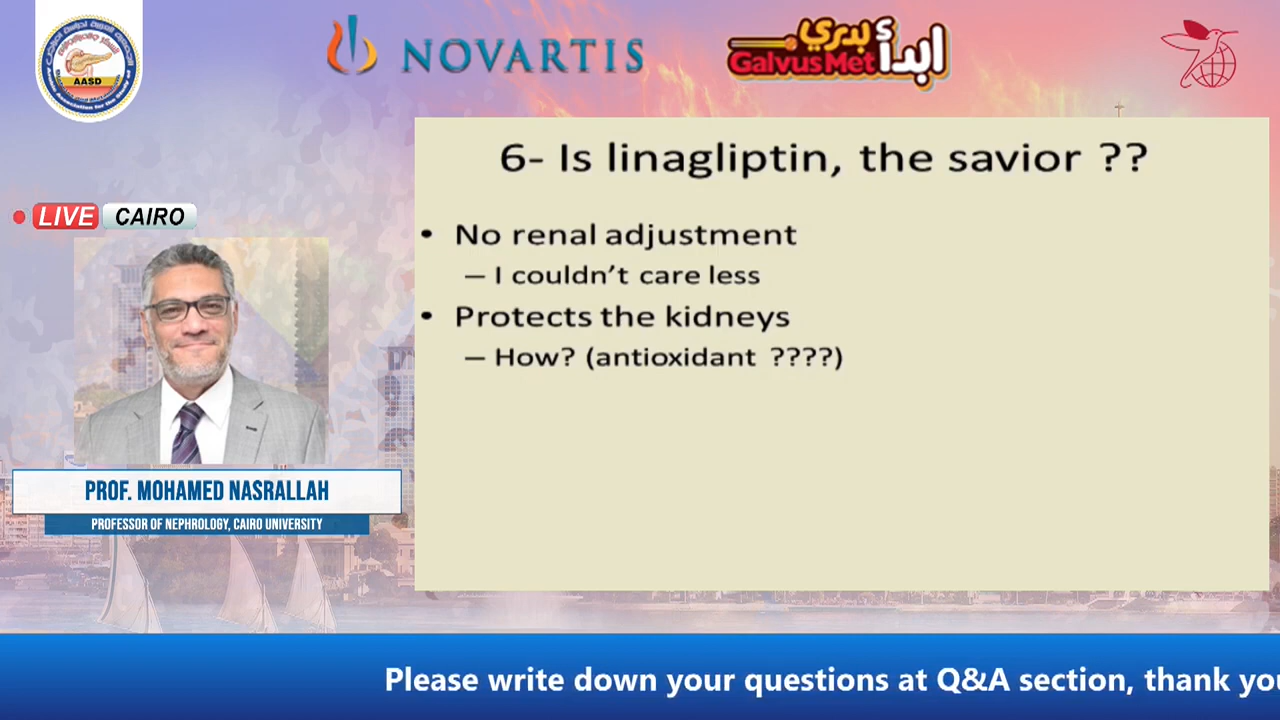 AASD
NOVARTIS
ابدأ بدري
GalvusMet
6- Is linagliptin, the savior ??
• No renal adjustment
– I couldn't care less
• Protects the kidneys
– How? (antioxidant ????)
LIVE CAIRO
PROF. MOHAMED NASRALLAH
PROFESSOR OF NEPHROLOGY, CAIRO UNIVERSITY
Please write down your questions at Q&A section, thank you